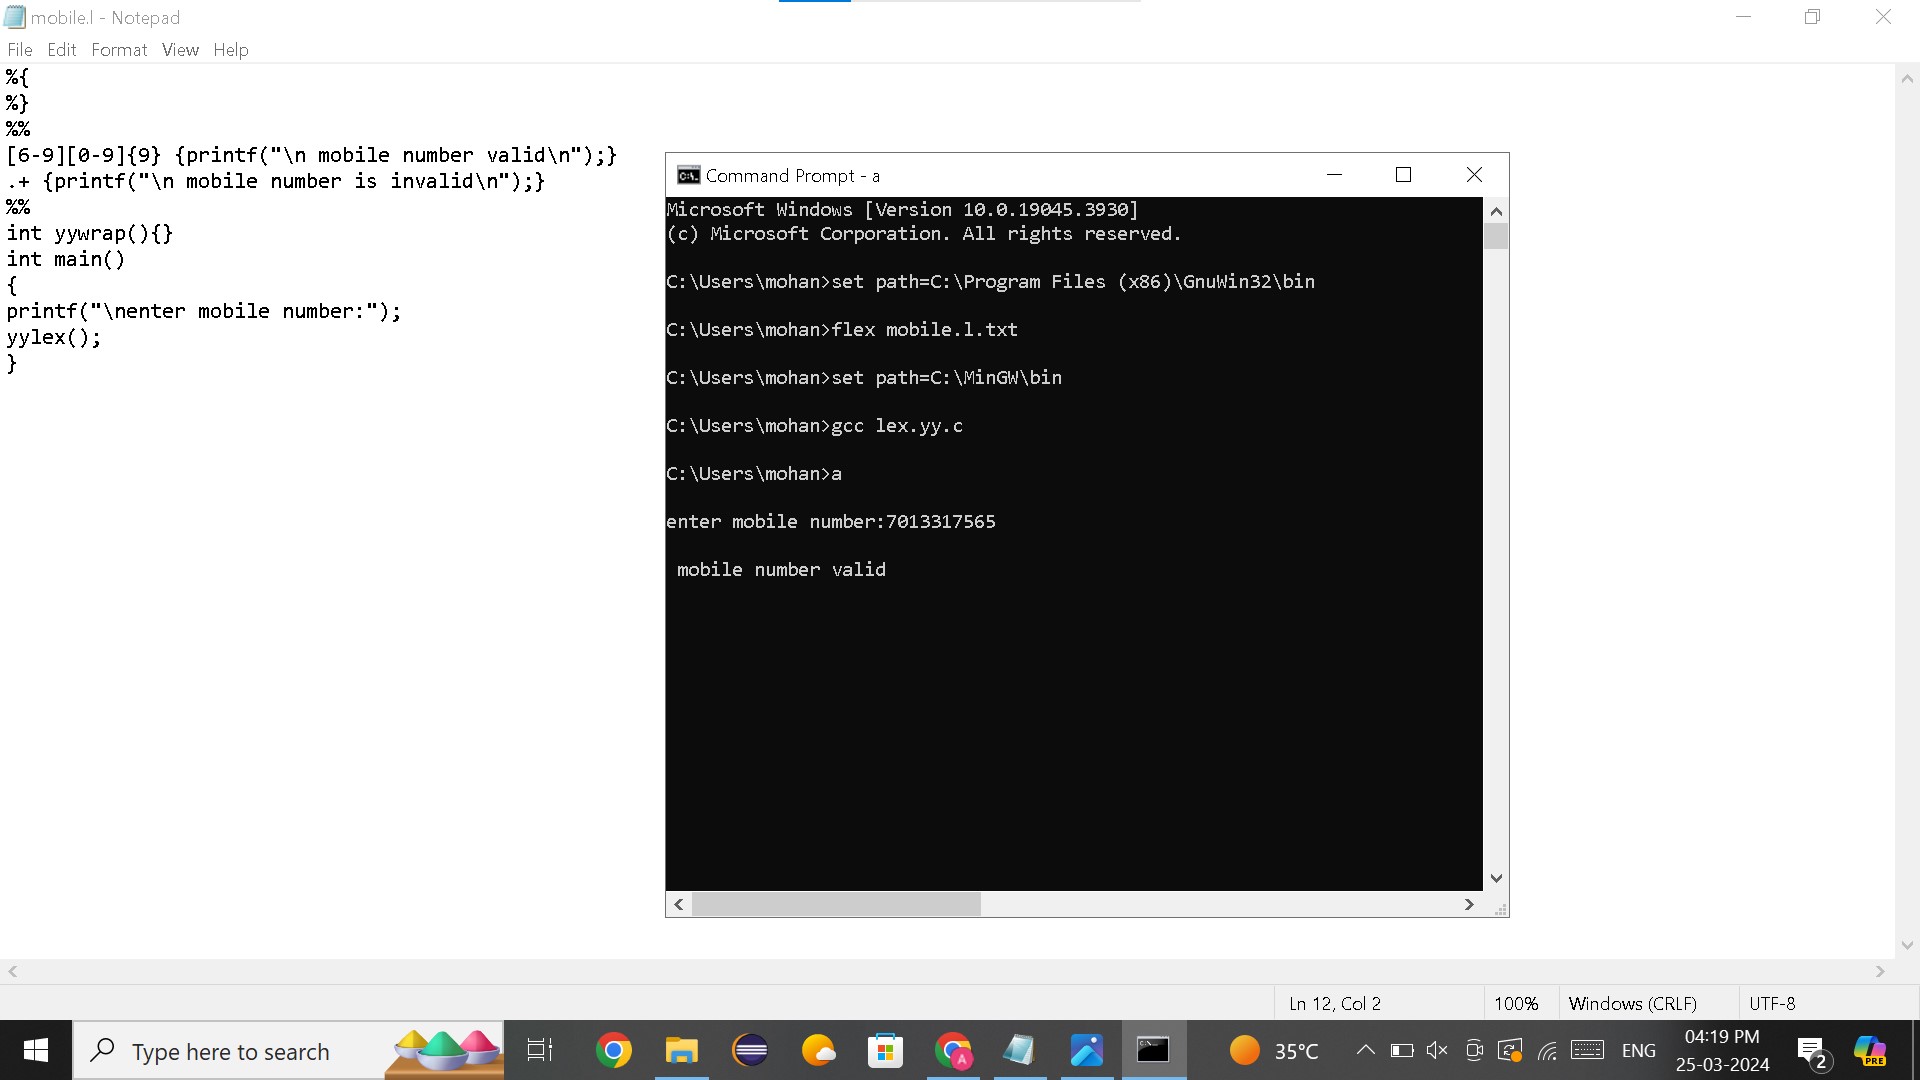 mobile.l - Notepad
File Edit Format View Help
%{
%}
%%
[6-9][0-9]{9} {printf("\n mobile number valid\n");}
.+ {printf("\n mobile number is invalid\n");}
%%
int yywrap(){}
int main()
{
printf("\nenter mobile number:");
yylex();
}
Command Prompt - a
Microsoft Windows [Version 10.0.19045.3930]
(c) Microsoft Corporation. All rights reserved.
C:\Users\mohan>set path=C:\Program Files (x86)\GnuWin32\bin
C:\Users\mohan>flex mobile.l.txt
C:\Users\mohan>set path=C:\MinGW\bin
C:\Users\mohan>gcc lex.yy.c
C:\Users\mohan>a
enter mobile number:7013317565
mobile number valid
Ln 12, Col 2 100% Windows (CRLF) UTF-8
Type here to search
35°C
ENG
04:19 PM
25-03-2024
2
PRE